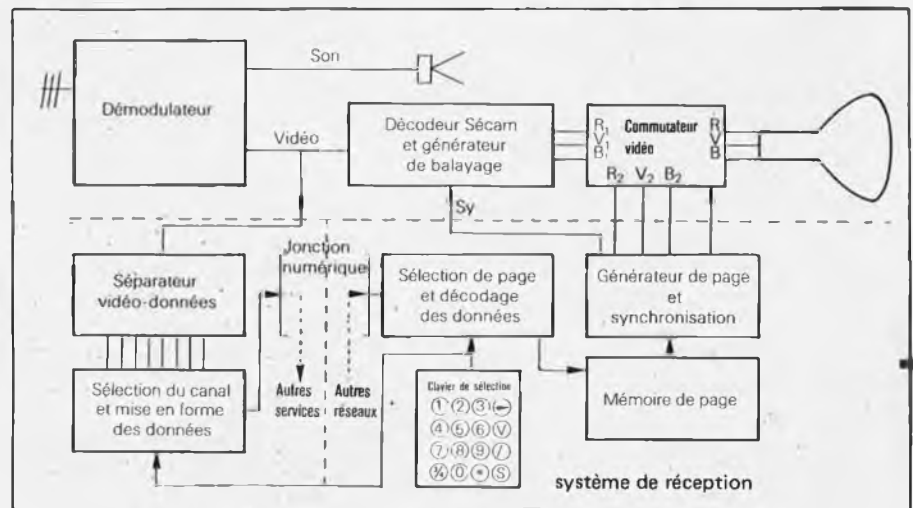 Son
Démodulateur
Vidéo
Décodeur Sécam
et générateur
de balayage
R1
V1
B1
Commutateur
vidéo
R
V
B
R2 V2 B2
Sy
Jonction
numérique
Séparateur
vidéo-données
Sélection de page
et décodage
des données
Générateur de page
et
synchronisation
Sélection du canal
et mise en forme
des données
Autres
services
Autres
réseaux
Clavier de sélection
1 2 3
4 5 6 V
7 8 9 /
0 * S
Mémoire de page
système de réception